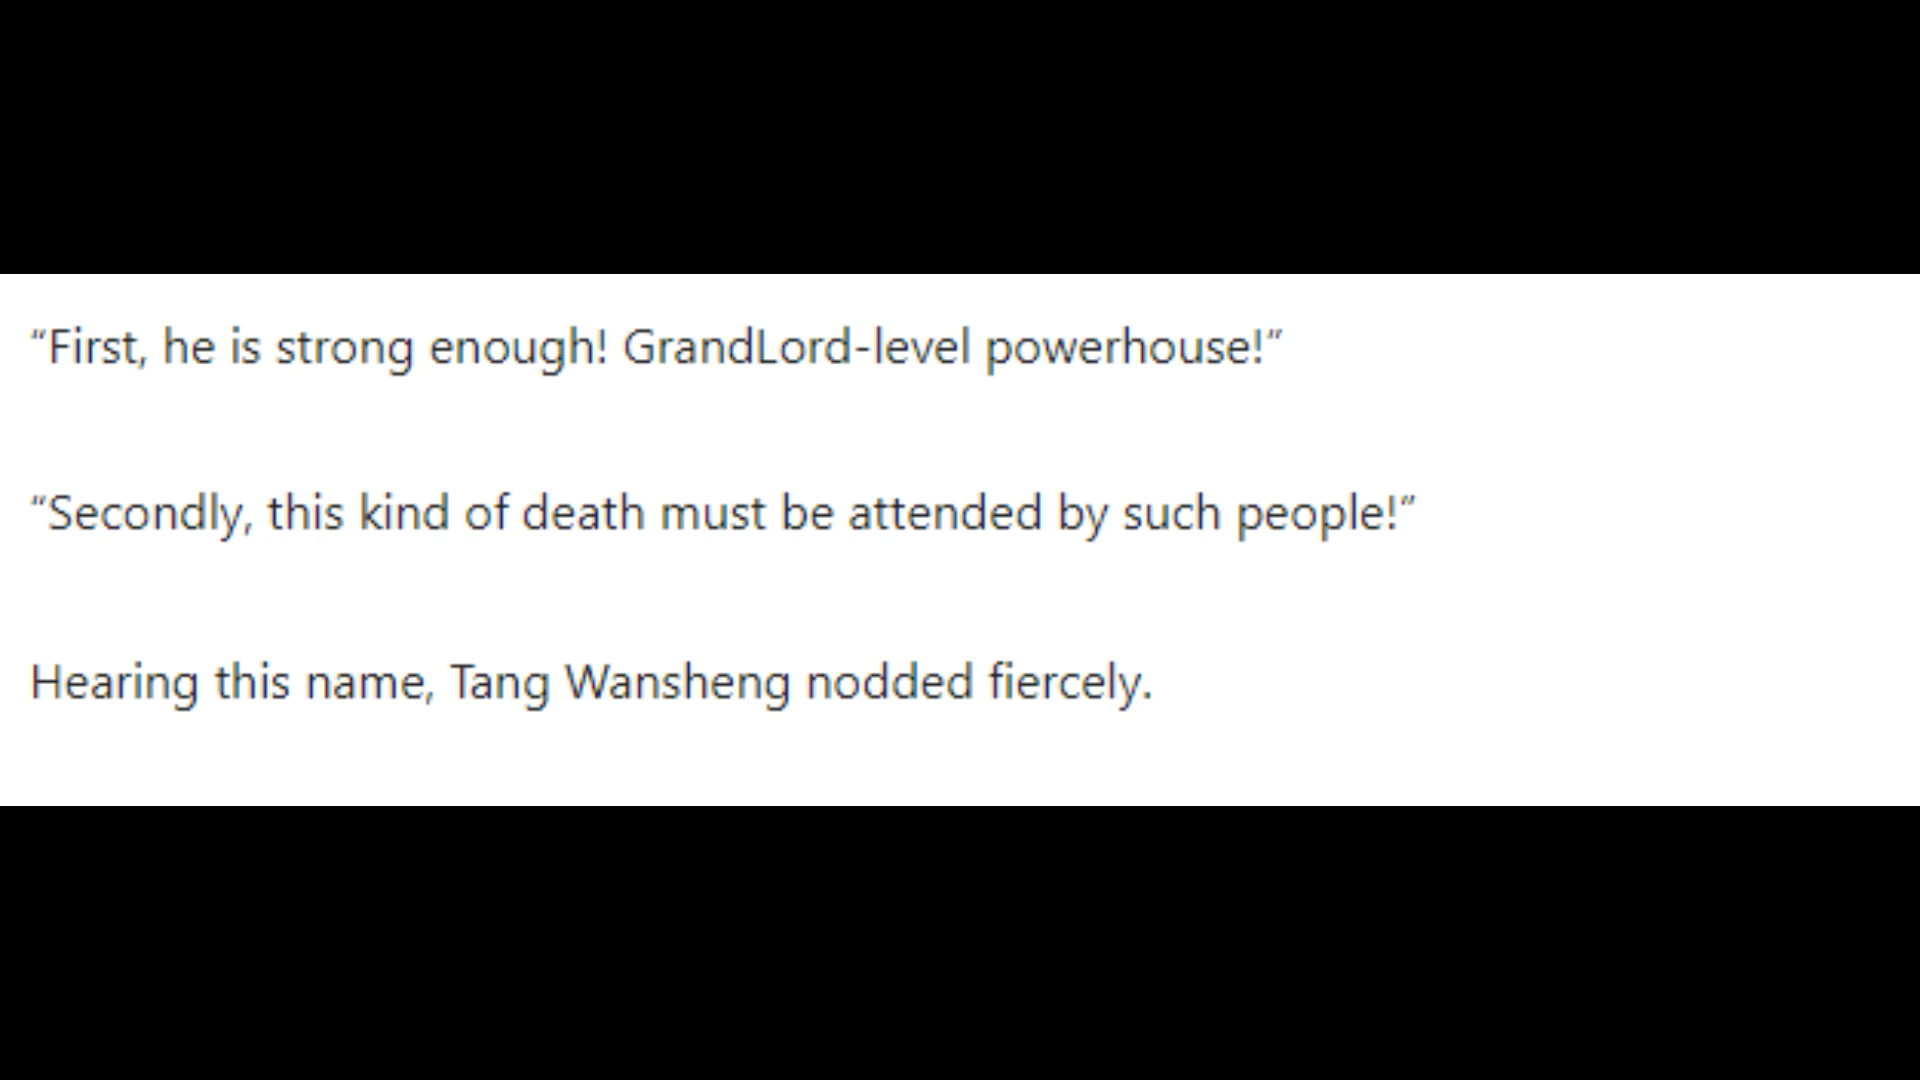 “First, he is strong enough! GrandLord-level powerhouse!”
“Secondly, this kind of death must be attended by such people!”
Hearing this name, Tang Wansheng nodded fiercely.